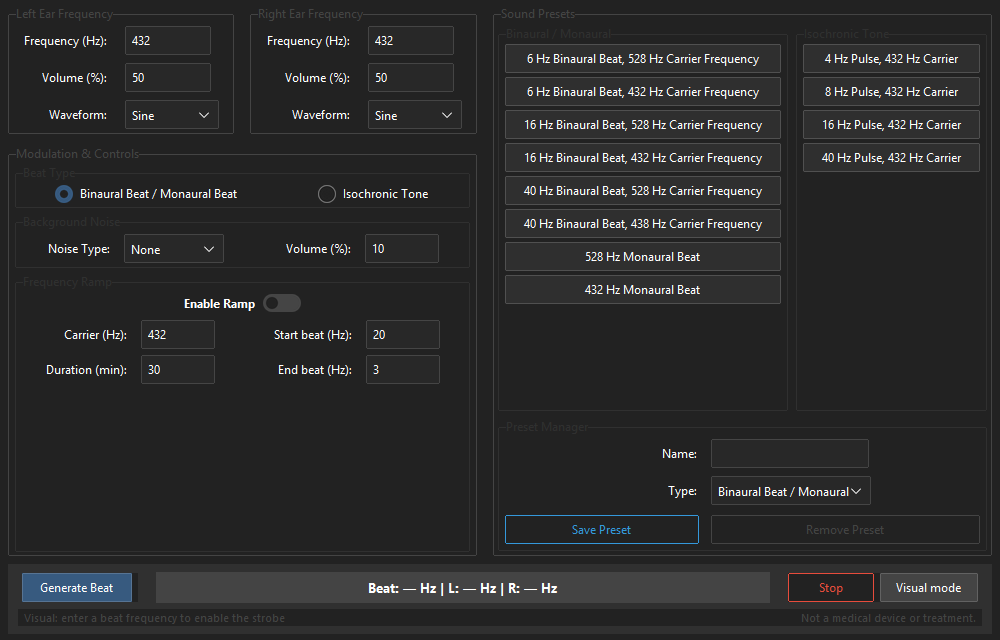 Left Ear Frequency
Frequency (Hz): 432
Volume (%): 50
Waveform: Sine
Right Ear Frequency
Frequency (Hz): 432
Volume (%): 50
Waveform: Sine
Modulation & Controls
Beat Type
Binaural Beat / Monaural Beat
Isochronic Tone
Background Noise
Noise Type: None
Volume (%): 10
Frequency Ramp
Enable Ramp
Carrier (Hz): 432
Start beat (Hz): 20
Duration (min): 30
End beat (Hz): 3
Sound Presets
Binaural / Monaural
6 Hz Binaural Beat, 528 Hz Carrier Frequency
6 Hz Binaural Beat, 432 Hz Carrier Frequency
16 Hz Binaural Beat, 528 Hz Carrier Frequency
16 Hz Binaural Beat, 432 Hz Carrier Frequency
40 Hz Binaural Beat, 528 Hz Carrier Frequency
40 Hz Binaural Beat, 438 Hz Carrier Frequency
528 Hz Monaural Beat
432 Hz Monaural Beat
Isochronic Tone
4 Hz Pulse, 432 Hz Carrier
8 Hz Pulse, 432 Hz Carrier
16 Hz Pulse, 432 Hz Carrier
40 Hz Pulse, 432 Hz Carrier
Preset Manager
Name:
Type: Binaural Beat / Monaural
Save Preset
Remove Preset
Generate Beat
Beat: — Hz | L: — Hz | R: — Hz
Stop
Visual mode
Visual: enter a beat frequency to enable the strobe
Not a medical device or treatment.